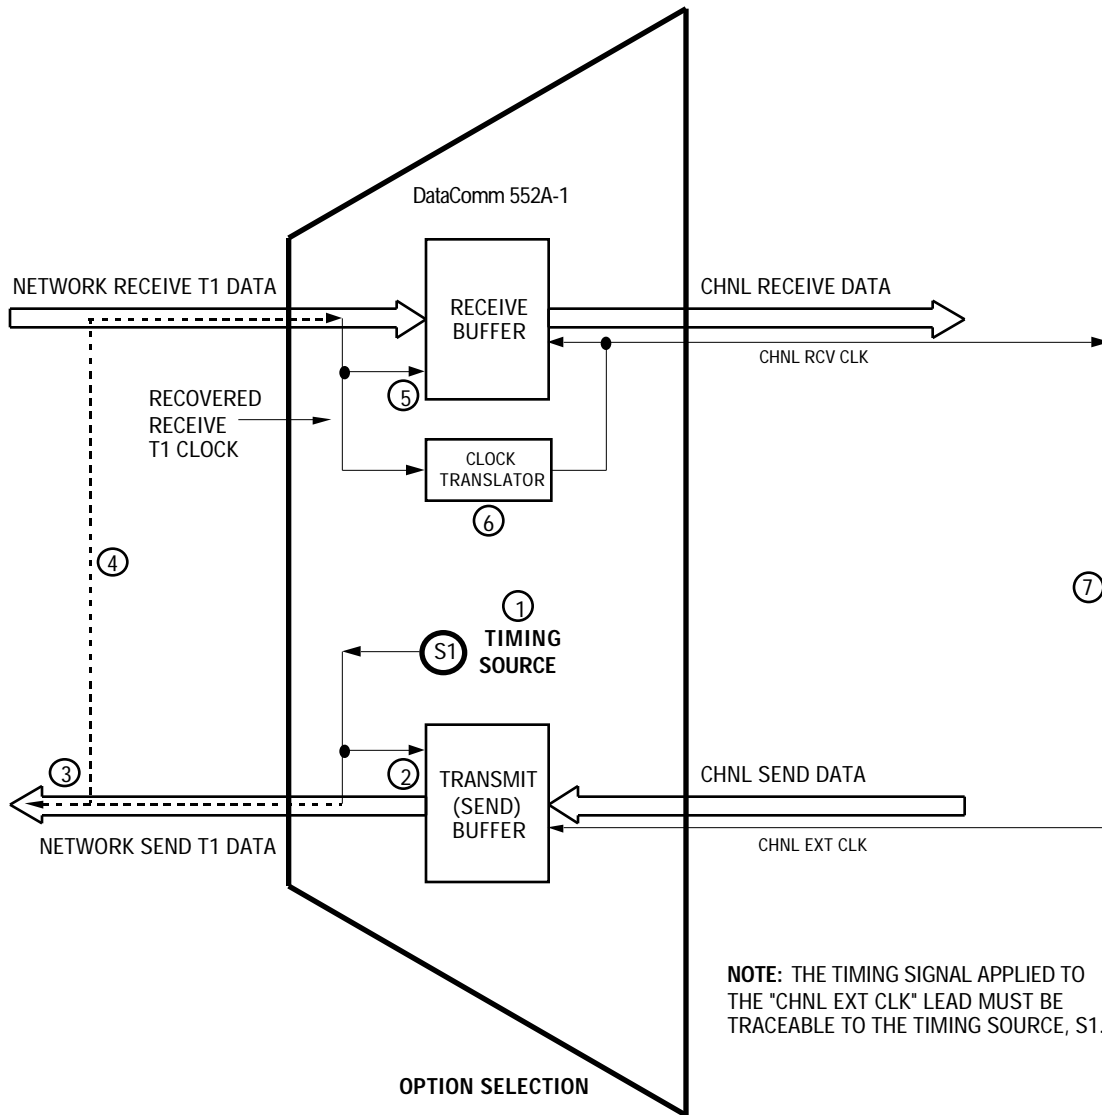 DataComm 552A-1
NETWORK RECEIVE T1 DATA
RECEIVE
BUFFER
CHNL RECEIVE DATA
CHNL RCV CLK
5
RECOVERED
RECEIVE
T1 CLOCK
CLOCK
TRANSLATOR
6
4
7
1
S1
TIMING
SOURCE
3
2
TRANSMIT
(SEND)
BUFFER
CHNL SEND DATA
NETWORK SEND T1 DATA
CHNL EXT CLK
NOTE: THE TIMING SIGNAL APPLIED TO
THE "CHNL EXT CLK" LEAD MUST BE
TRACEABLE TO THE TIMING SOURCE, S1.
OPTION SELECTION